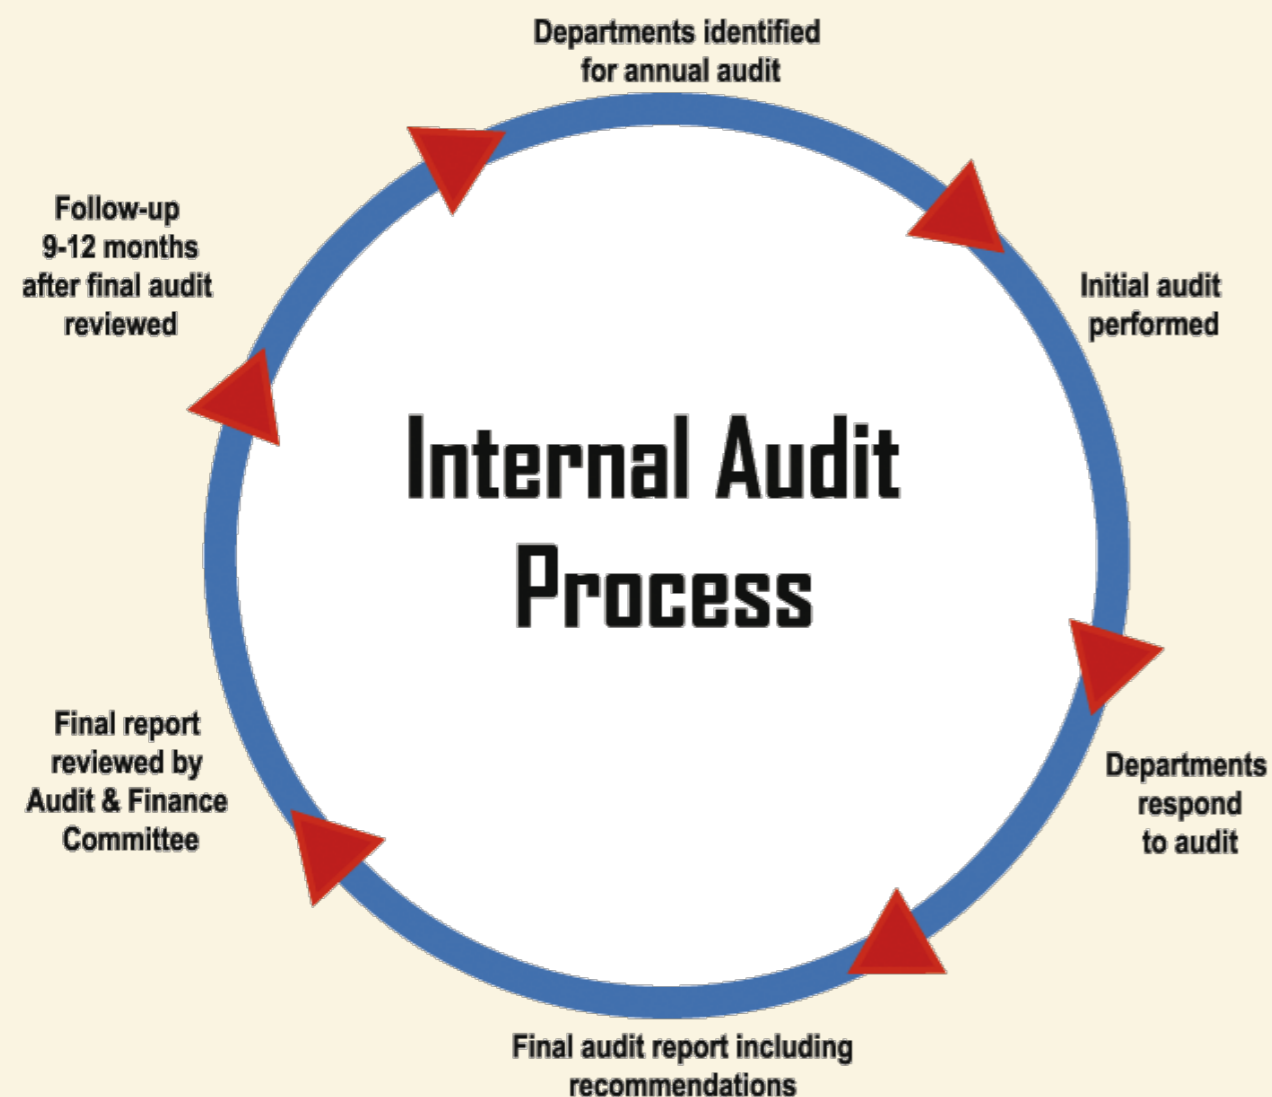 Departments identified
for annual audit
Initial audit
performed
Departments
respond
to audit
Final audit report including
recommendations
Final report
reviewed by
Audit & Finance
Committee
Follow-up
9-12 months
after final audit
reviewed
Internal Audit
Process